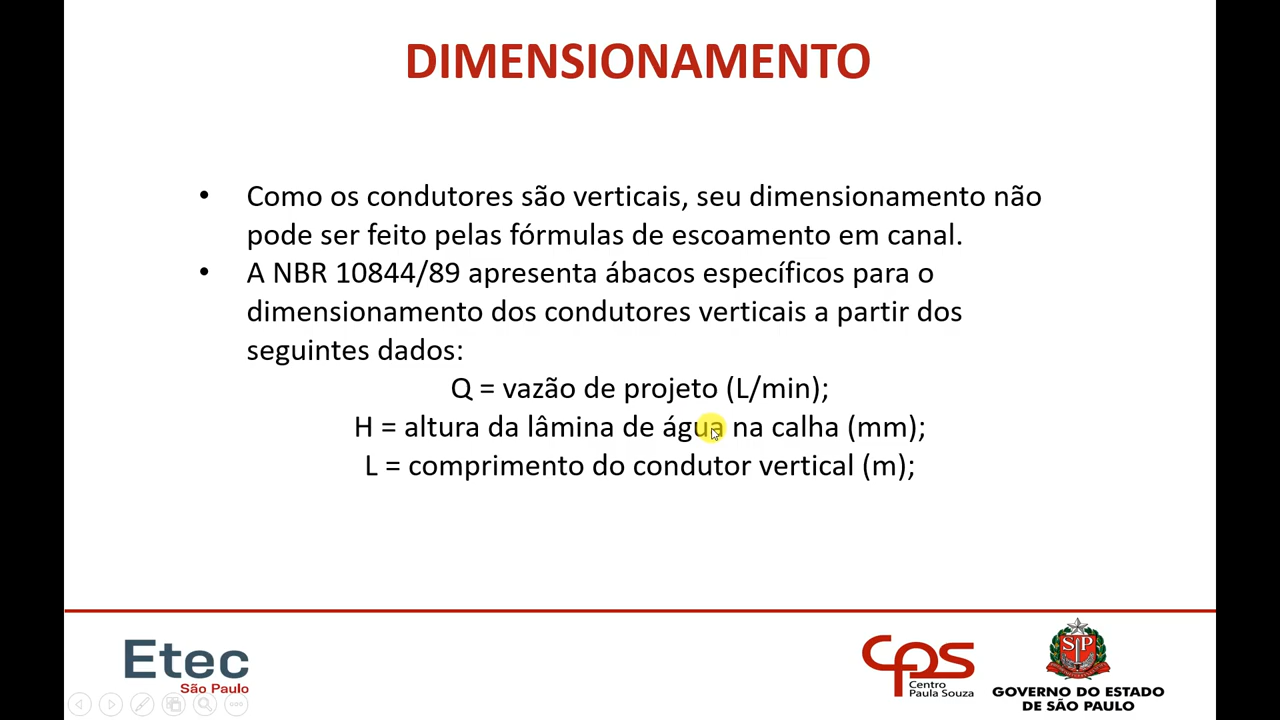 DIMENSIONAMENTO
• Como os condutores são verticais, seu dimensionamento não
pode ser feito pelas fórmulas de escoamento em canal.
• A NBR 10844/89 apresenta ábacos específicos para o
dimensionamento dos condutores verticais a partir dos
seguintes dados:
Q = vazão de projeto (L/min);
H = altura da lâmina de água na calha (mm);
L = comprimento do condutor vertical (m);
Etec
São Paulo
CPS
Centro
Paula Souza
SP
GOVERNO DO ESTADO
DE SÃO PAULO